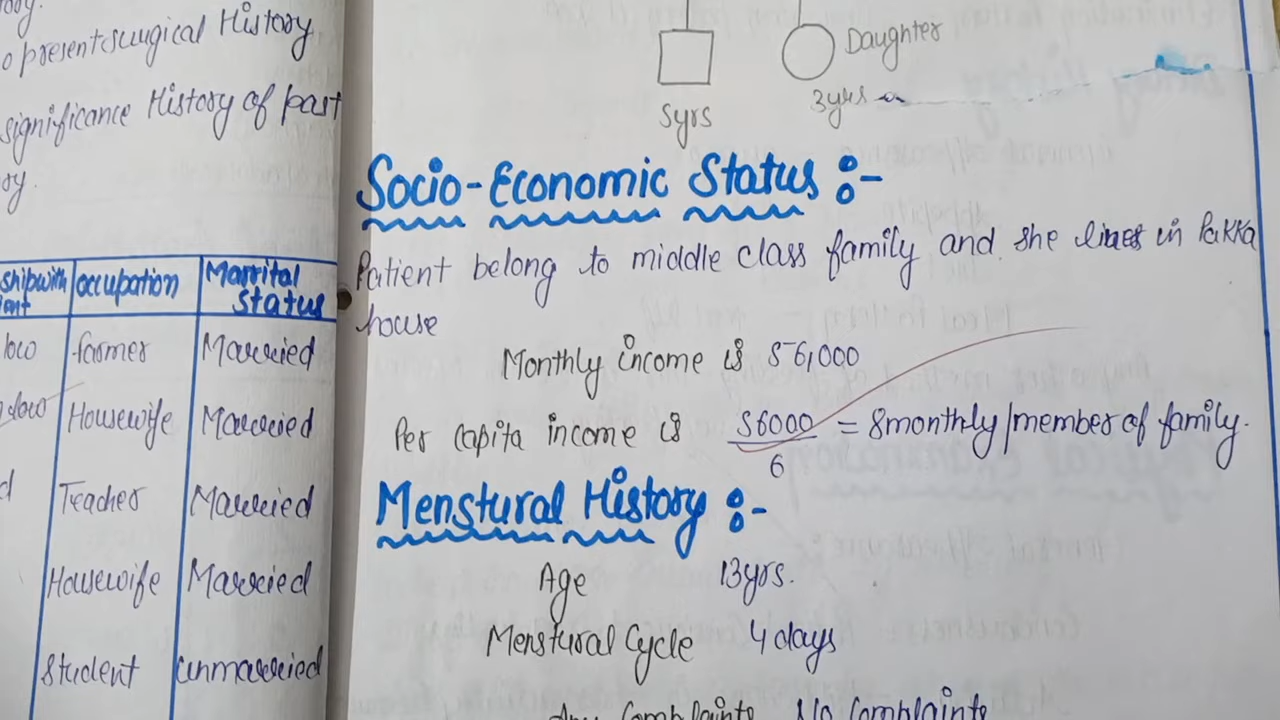 o present surgical History
significance History of past
shipwith | occupation | Marrital Status
farmer | Married
Housewife | Married
Teacher | Married
Housewife | Married
Student | unmarried
Daughter
5yrs
3yrs
Socio-Economic Status :-
Patient belong to middle class family and she lives in Pakka
house
Monthly income is 56,000
Per capita income is 56000/6 = 8monthly/member of family.
Menstural History :-
Age 13yrs.
Menstural Cycle 4 days
Any Complaints No Complaints